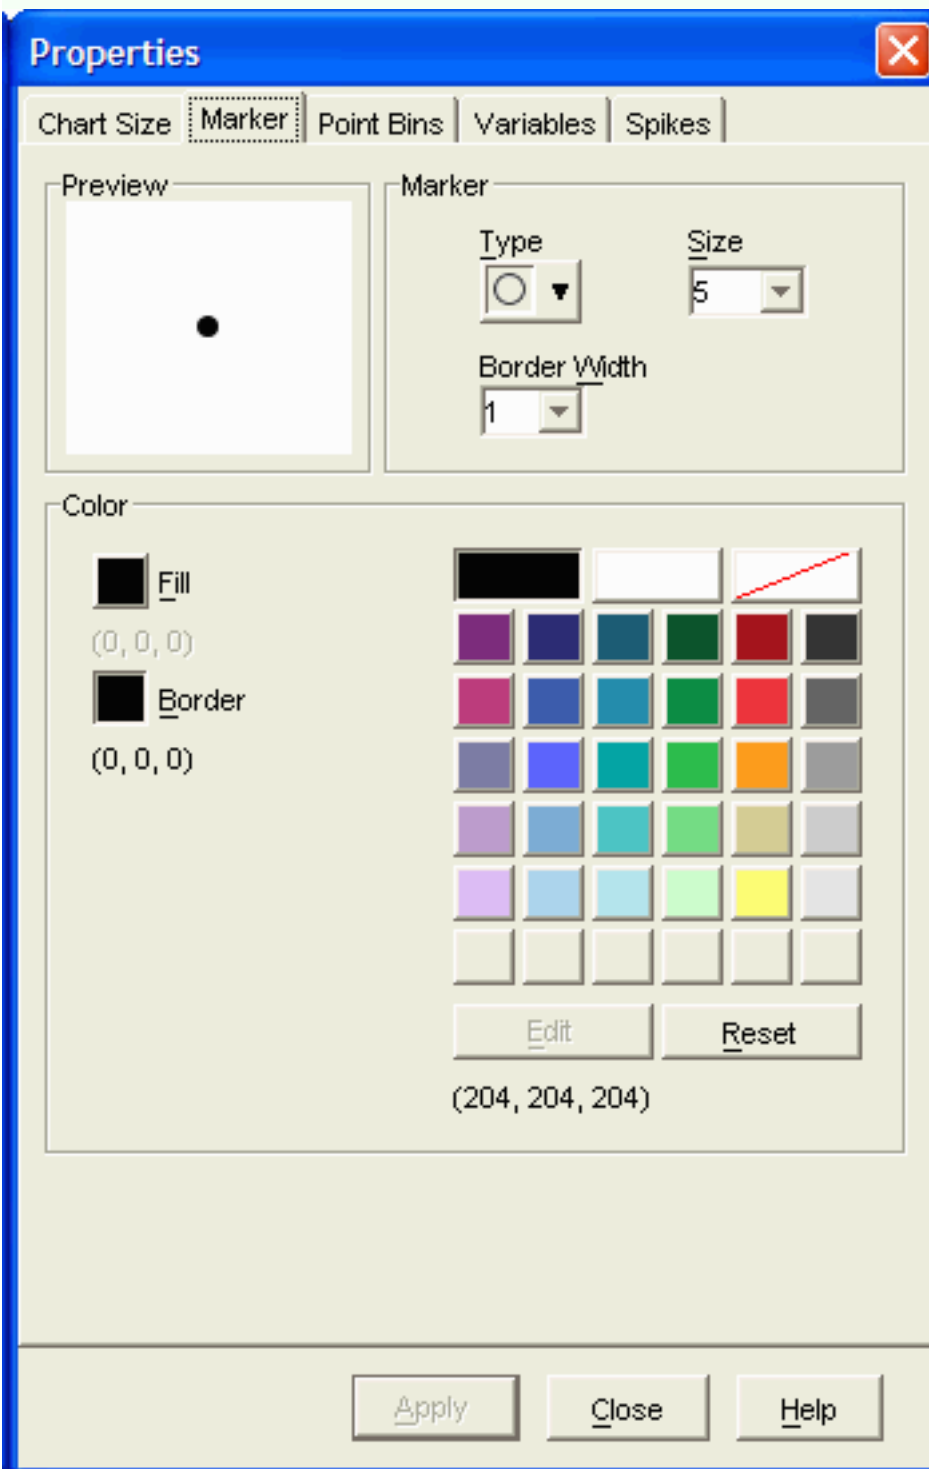 Properties
Chart Size Marker Point Bins Variables Spikes
Preview
Marker
Type Size
5
Border Width
1
Color
Fill
(0, 0, 0)
Border
(0, 0, 0)
Edit Reset
(204, 204, 204)
Apply Close Help